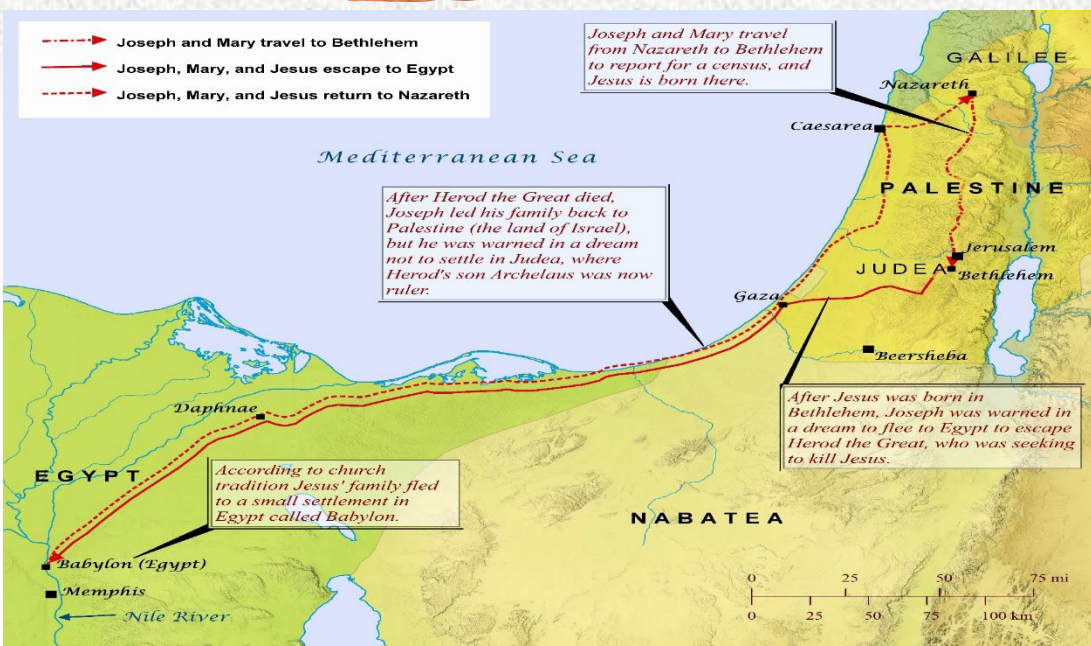 Joseph and Mary travel to Bethlehem
Joseph, Mary, and Jesus escape to Egypt
Joseph, Mary, and Jesus return to Nazareth
Joseph and Mary travel
from Nazareth to Bethlehem
to report for a census, and
Jesus is born there.
GALILEE
Nazareth
Caesarea
Mediterranean Sea
PALESTINE
After Herod the Great died,
Joseph led his family back to
Palestine (the land of Israel),
but he was warned in a dream
not to settle in Judea, where
Herod's son Archelaus was now
ruler.
Jerusalem
JUDEA
Bethlehem
Gaza
Beersheba
After Jesus was born in
Bethlehem, Joseph was warned in
a dream to flee to Egypt to escape
Herod the Great, who was seeking
to kill Jesus.
Daphnae
EGYPT
According to church
tradition Jesus' family fled
to a small settlement in
Egypt called Babylon.
NABATEA
Babylon (Egypt)
Memphis
Nile River
0 25 50 75 mi
0 25 50 75 100 km